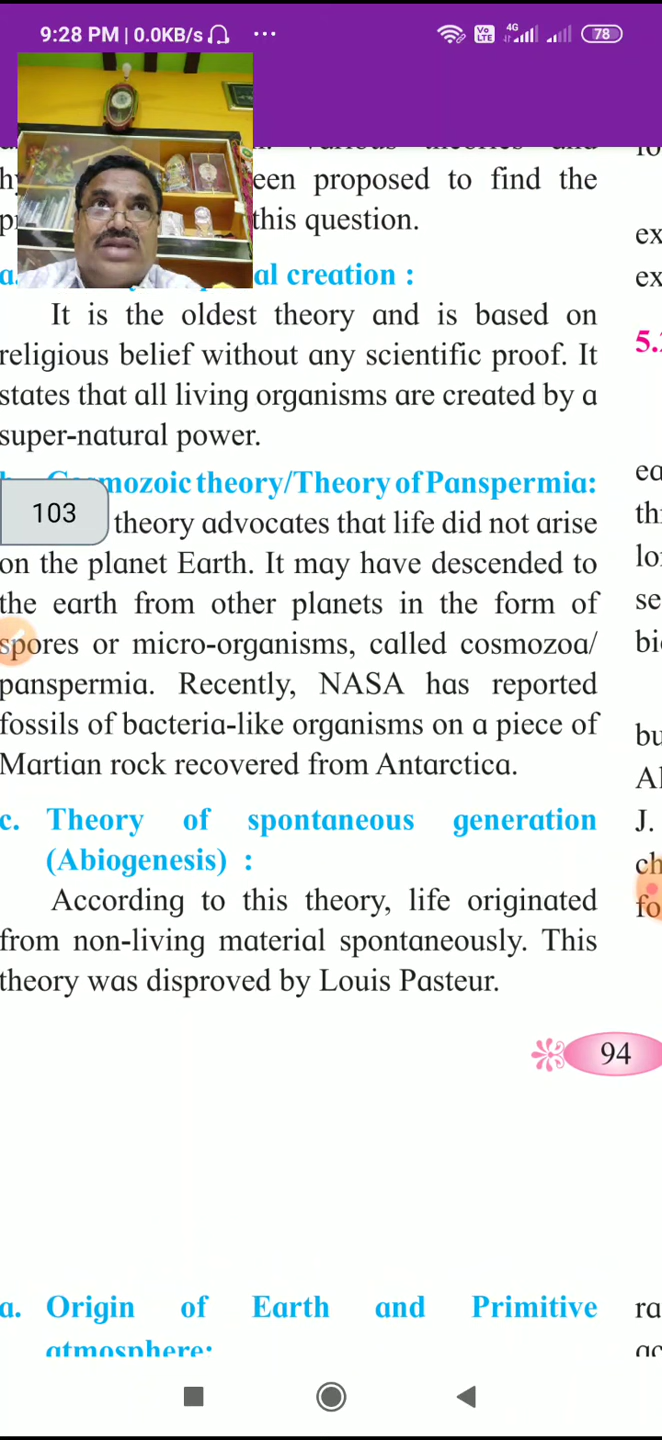 9:28 PM | 0.0KB/s
Vo LTE 4G 78
een proposed to find the
this question.
a. al creation :
It is the oldest theory and is based on
religious belief without any scientific proof. It
states that all living organisms are created by a
super-natural power.
mozoic theory/Theory of Panspermia:
103
theory advocates that life did not arise
on the planet Earth. It may have descended to
the earth from other planets in the form of
spores or micro-organisms, called cosmozoa/
panspermia. Recently, NASA has reported
fossils of bacteria-like organisms on a piece of
Martian rock recovered from Antarctica.
c. Theory of spontaneous generation
(Abiogenesis) :
According to this theory, life originated
from non-living material spontaneously. This
theory was disproved by Louis Pasteur.
94
a. Origin of Earth and Primitive
atmosphere:
ex
ex
5.
ea
thi
lo
se
bi
bu
Al
J.
ch
fo
ra